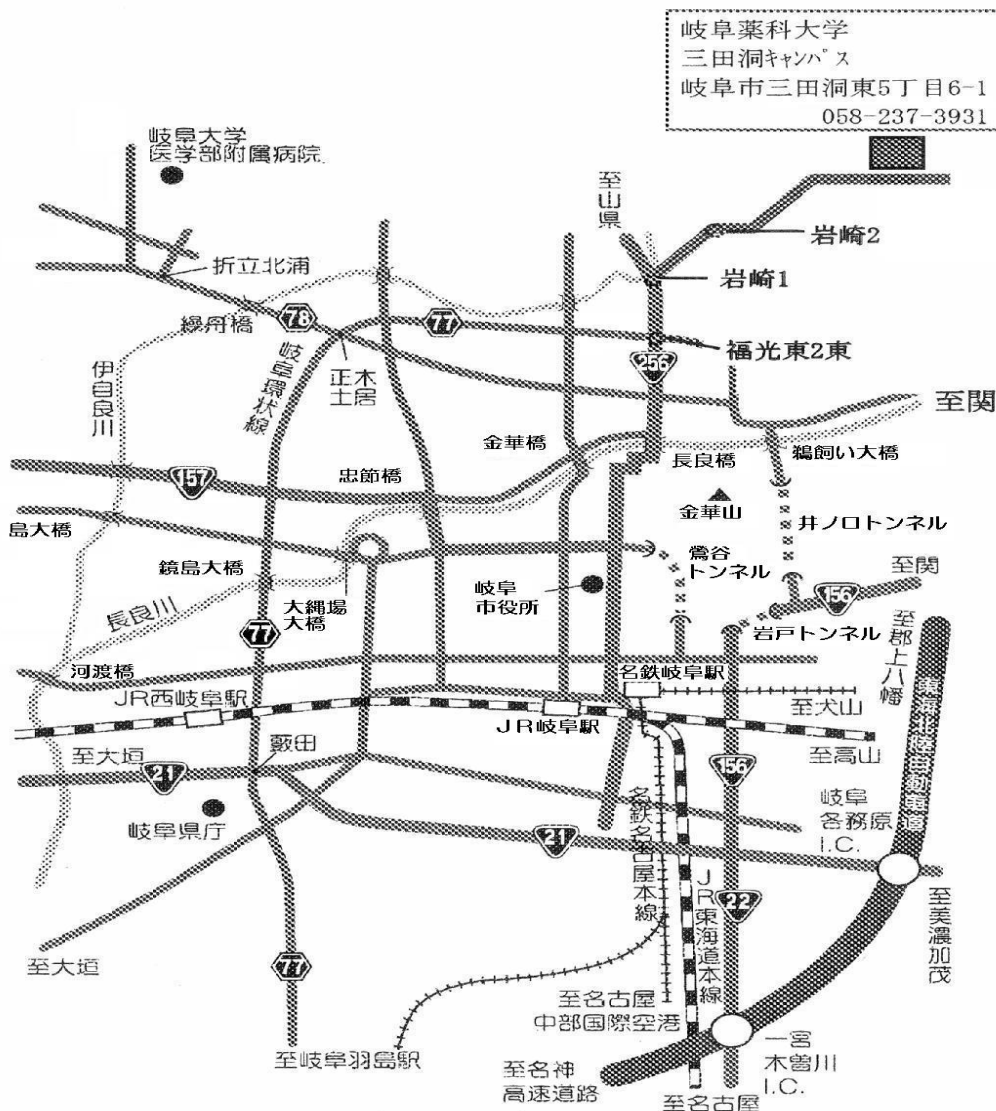 岐阜薬科大学
三田洞キャンパス
岐阜市三田洞東5丁目6-1
058-237-3931
岐阜大学
医学部附属病院
至山県
岩崎2
岩崎1
折立北浦
繰舟橋
78
77
岐阜環状線
正木
土居
256
福光東2東
至関
伊自良川
金華橋
長良橋
鵜飼い大橋
157
忠節橋
金華山
島大橋
井ノ口トンネル
鶯谷
トンネル
鏡島大橋
大縄場
大橋
岐阜
市役所
至関
156
長良川
77
岩戸トンネル
至郡上八幡
河渡橋
名鉄岐阜駅
JR西岐阜駅
至犬山
JR岐阜駅
東海北陸自動車道
至大垣
21
藪田
至高山
156
岐阜県庁
岐阜
各務原
I.C.
21
名鉄名古屋本線
JR東海道本線
22
至美濃加茂
至大垣
77
至名古屋
中部国際空港
至岐阜羽島駅
一宮
木曽川
I.C.
至名神
高速道路
至名古屋